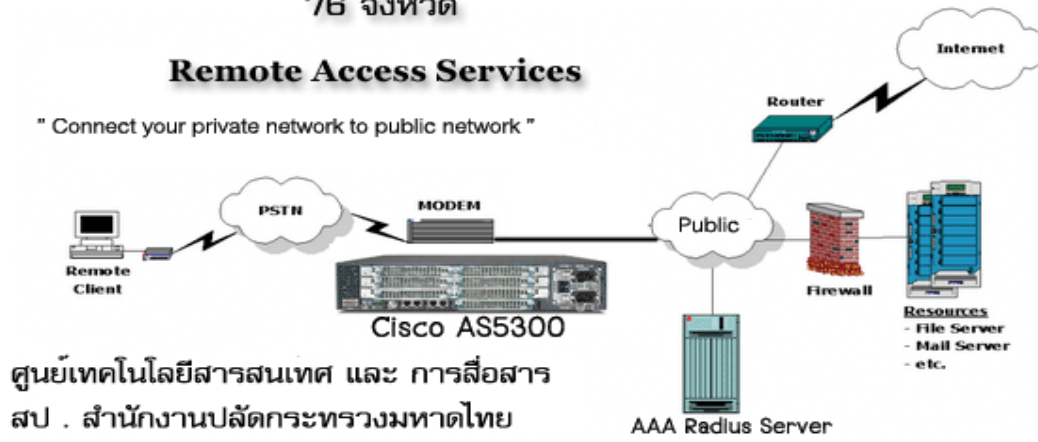 76 จังหวัด
Remote Access Services
" Connect your private network to public network "
Internet
Router
PSTN
MODEM
Public
Remote
Client
Cisco AS5300
Firewall
Resources
- File Server
- Mail Server
- etc.
AAA Radius Server
ศูนย์เทคโนโลยีสารสนเทศ และ การสื่อสาร
สป . สำนักงานปลัดกระทรวงมหาดไทย